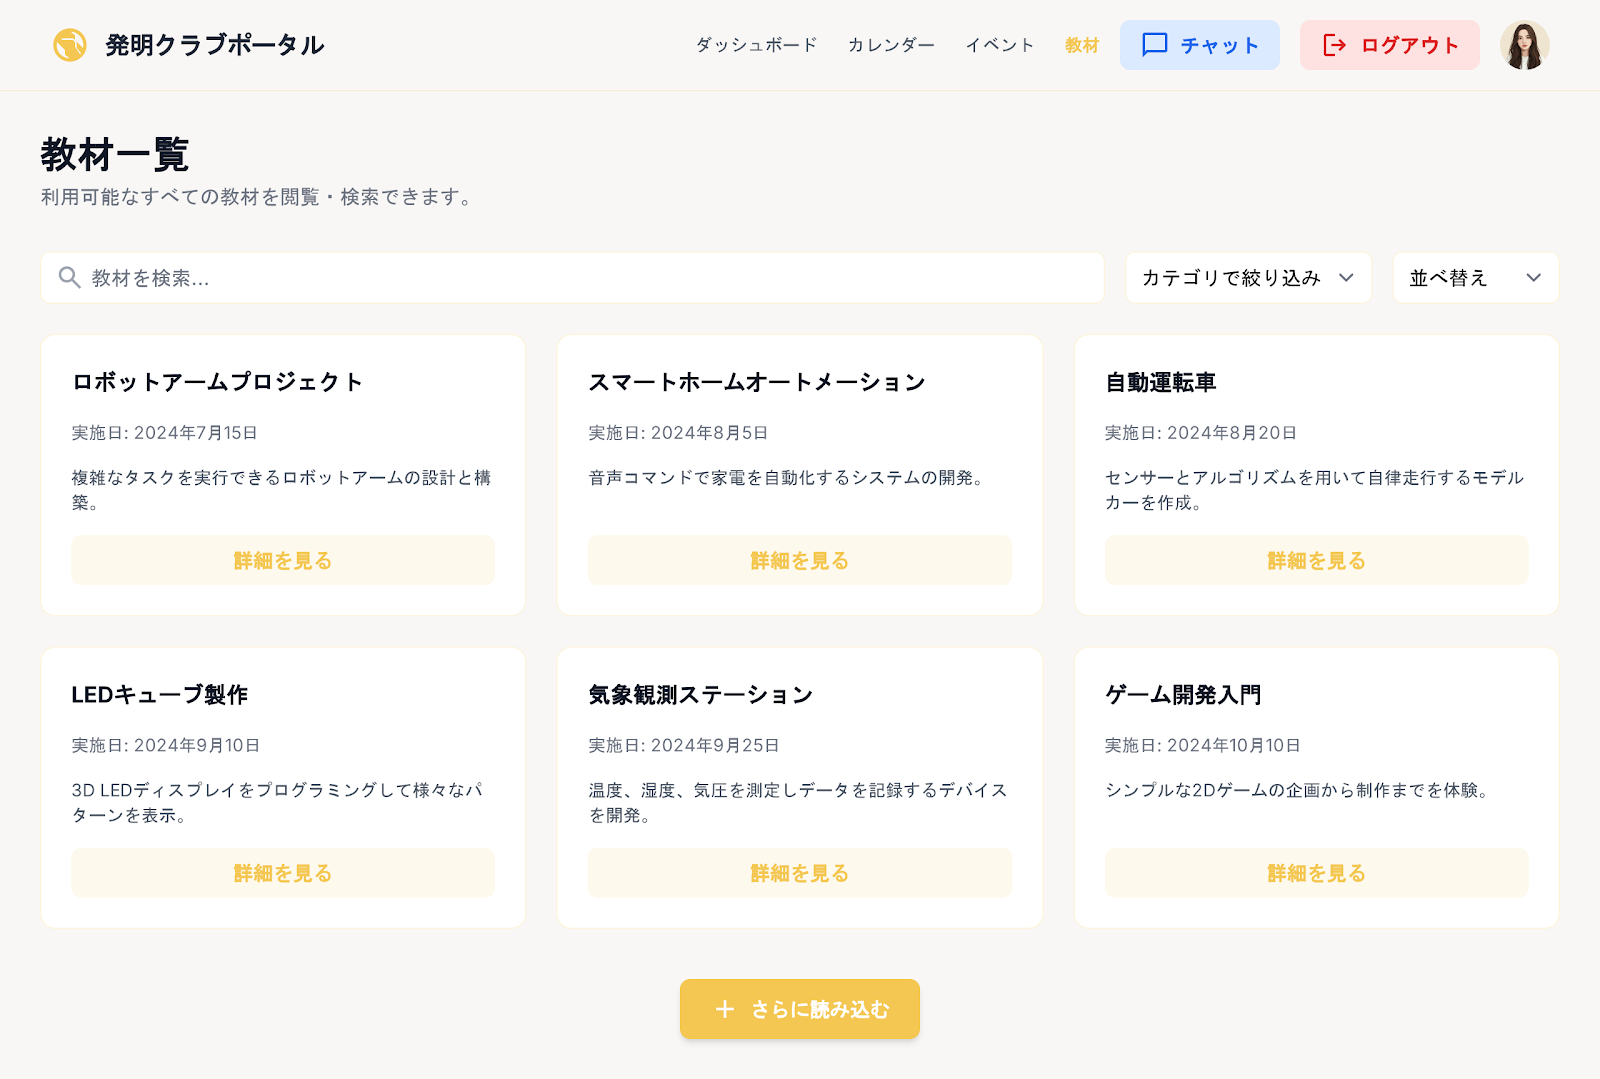 発明クラブポータル
ダッシュボード
カレンダー
イベント
教材
チャット
ログアウト
教材一覧
利用可能なすべての教材を閲覧・検索できます。
教材を検索...
カテゴリで絞り込み
並べ替え
ロボットアームプロジェクト
実施日: 2024年7月15日
複雑なタスクを実行できるロボットアームの設計と構
築。
詳細を見る
スマートホームオートメーション
実施日: 2024年8月5日
音声コマンドで家電を自動化するシステムの開発。
詳細を見る
自動運転車
実施日: 2024年8月20日
センサーとアルゴリズムを用いて自律走行するモデル
カーを作成。
詳細を見る
LEDキューブ製作
実施日: 2024年9月10日
3D LEDディスプレイをプログラミングして様々なパ
ターンを表示。
詳細を見る
気象観測ステーション
実施日: 2024年9月25日
温度、湿度、気圧を測定しデータを記録するデバイス
を開発。
詳細を見る
ゲーム開発入門
実施日: 2024年10月10日
シンプルな2Dゲームの企画から制作までを体験。
詳細を見る
さらに読み込む